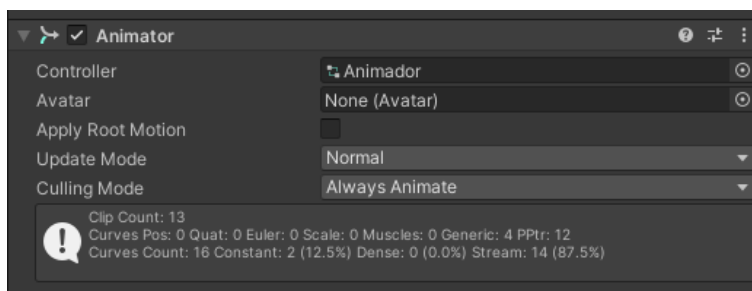 Animator
Controller Animador
Avatar None (Avatar)
Apply Root Motion
Update Mode Normal
Culling Mode Always Animate
Clip Count: 13
Curves Pos: 0 Quat: 0 Euler: 0 Scale: 0 Muscles: 0 Generic: 4 PPtr: 12
Curves Count: 16 Constant: 2 (12.5%) Dense: 0 (0.0%) Stream: 14 (87.5%)